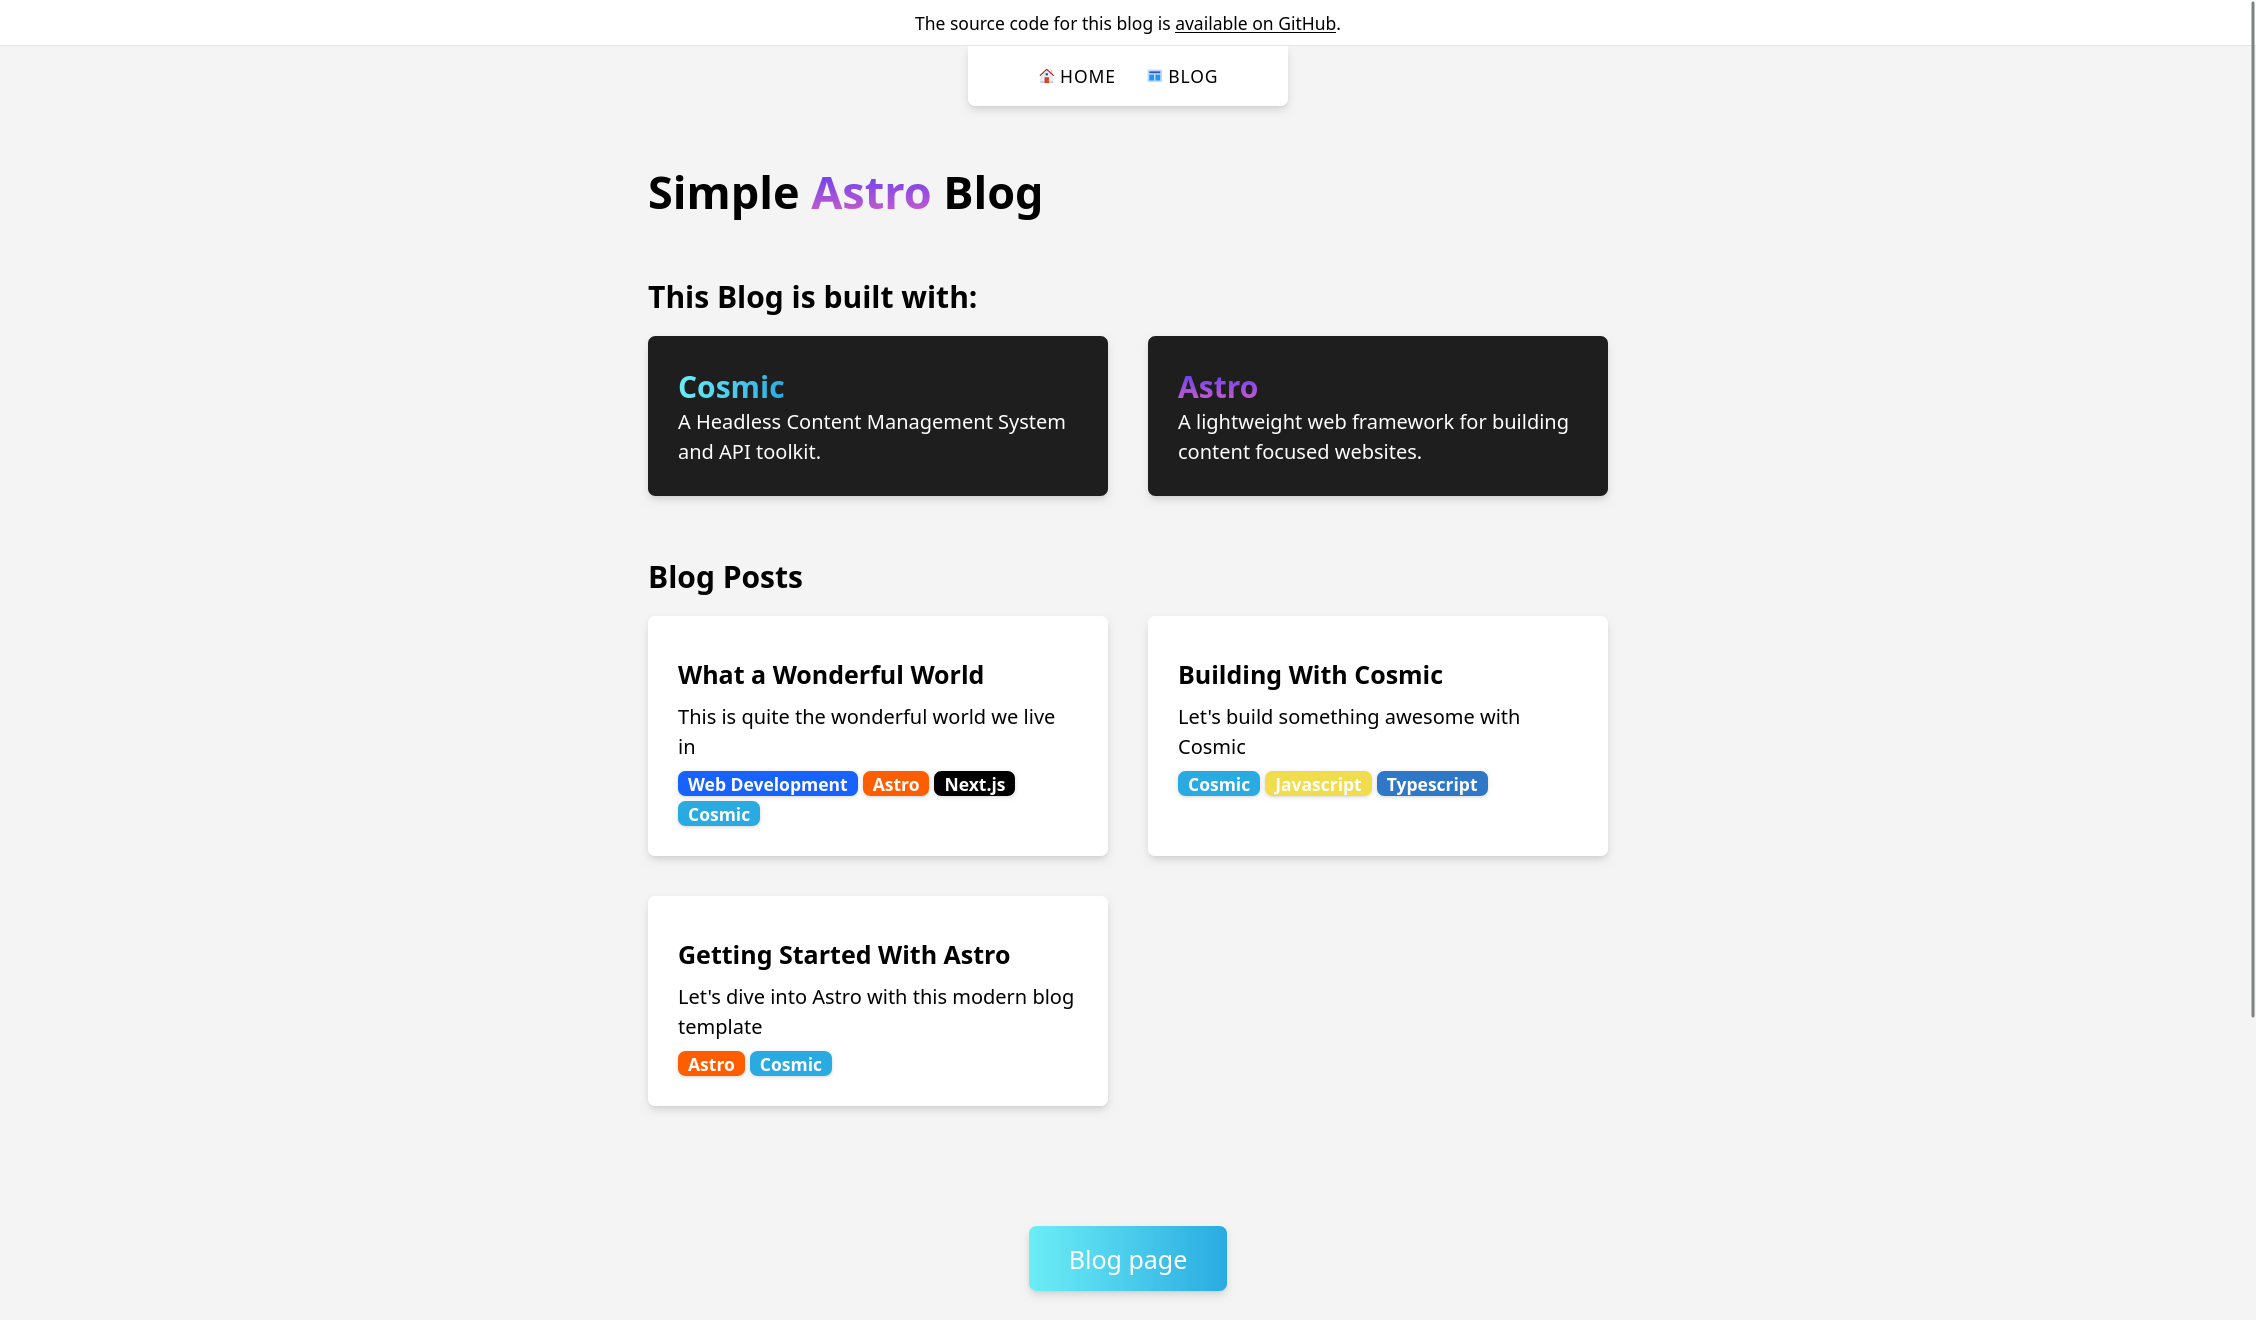 The source code for this blog is available on GitHub.
HOME BLOG
Simple Astro Blog
This Blog is built with:
Cosmic
A Headless Content Management System
and API toolkit.
Astro
A lightweight web framework for building
content focused websites.
Blog Posts
What a Wonderful World
This is quite the wonderful world we live
in
Web Development Astro Next.js
Cosmic
Building With Cosmic
Let's build something awesome with
Cosmic
Cosmic Javascript Typescript
Getting Started With Astro
Let's dive into Astro with this modern blog
template
Astro Cosmic
Blog page